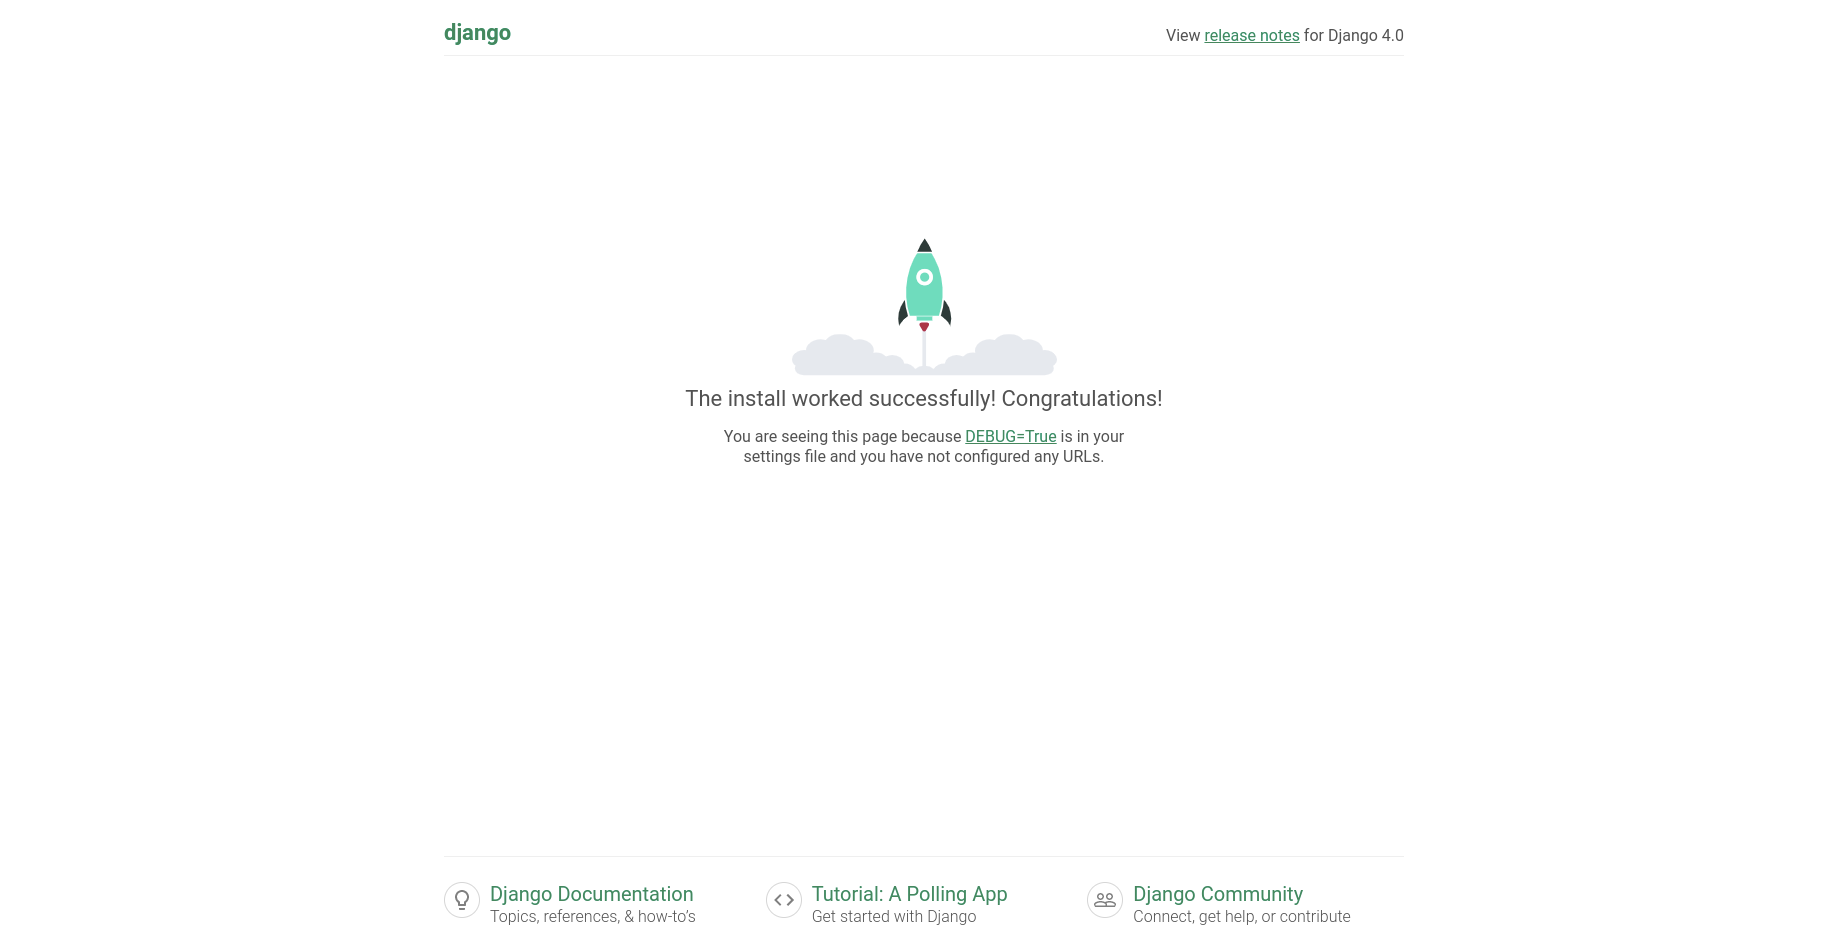 django
View release notes for Django 4.0
The install worked successfully! Congratulations!
You are seeing this page because DEBUG=True is in your
settings file and you have not configured any URLs.
Django Documentation
Topics, references, & how-to’s
Tutorial: A Polling App
Get started with Django
Django Community
Connect, get help, or contribute